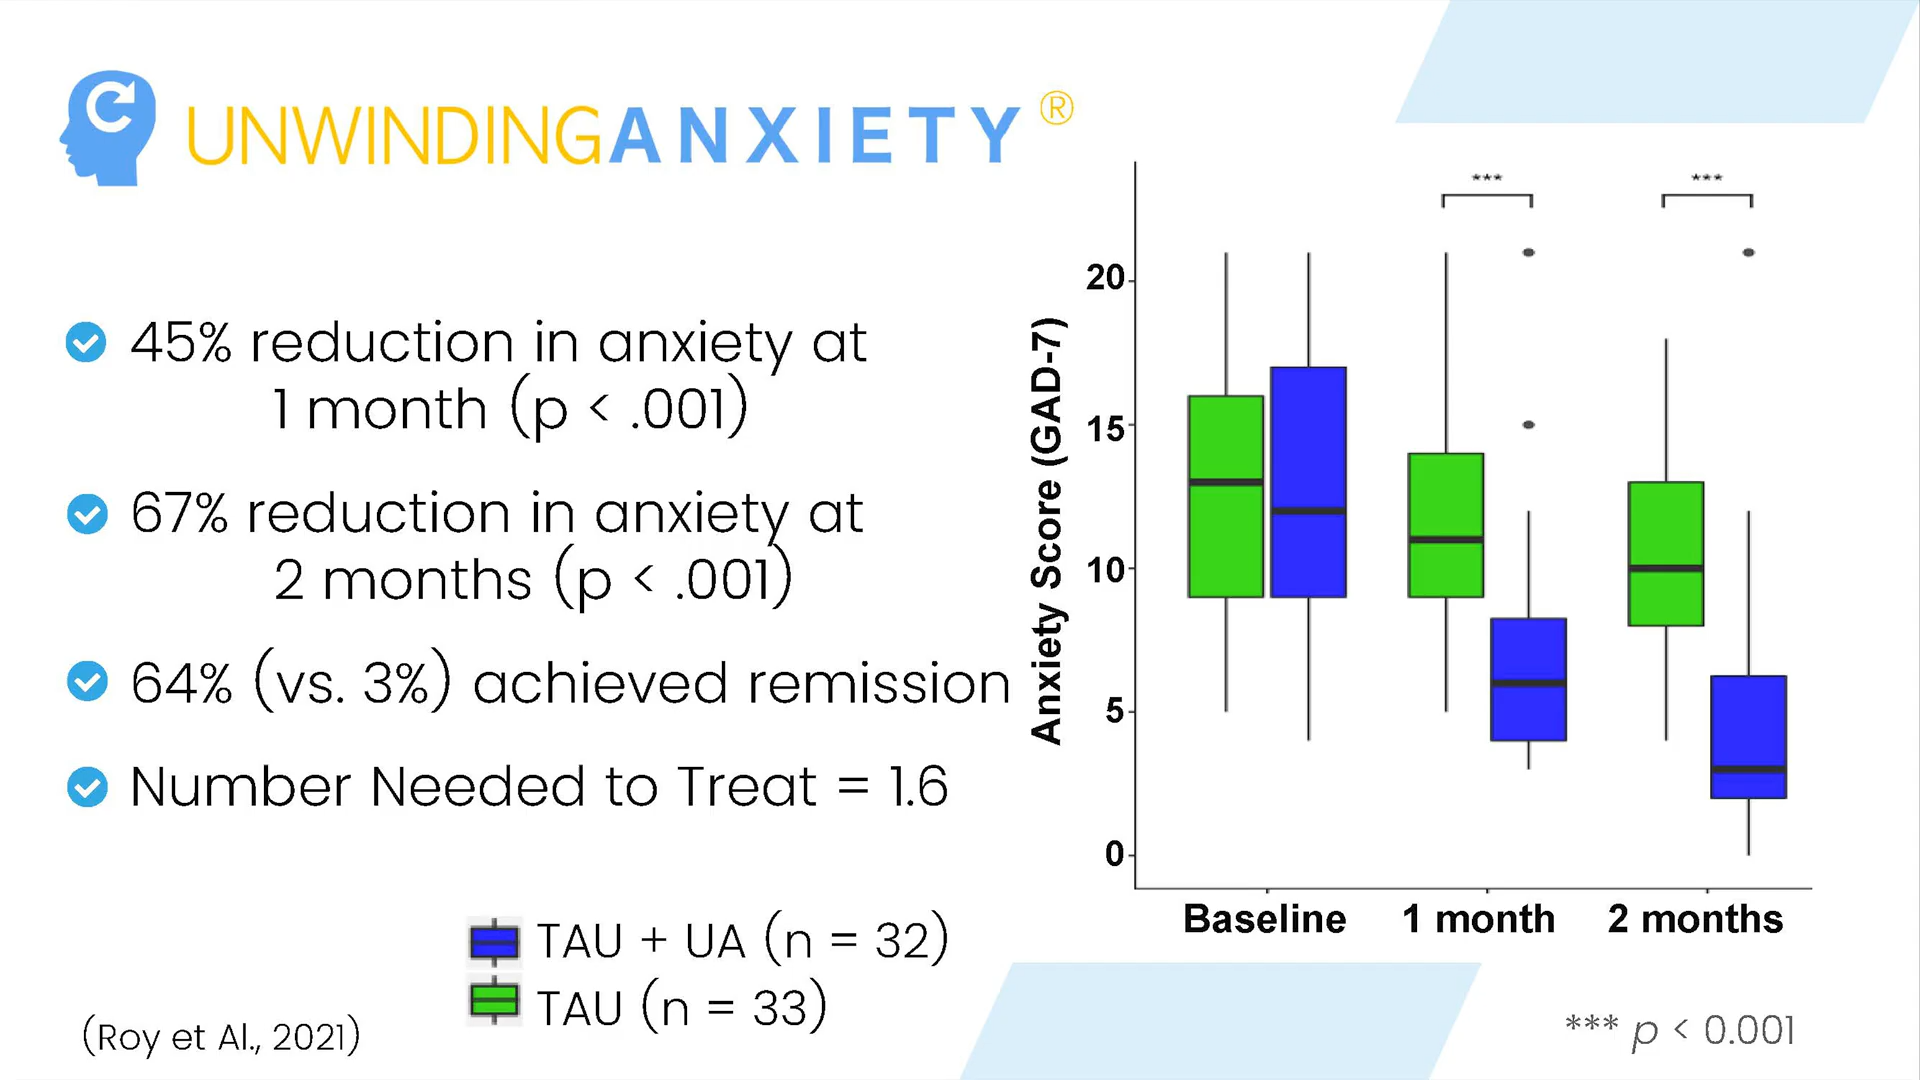 UNWINDINGANXIETY®
45% reduction in anxiety at
1 month (p < .001)
67% reduction in anxiety at
2 months (p < .001)
64% (vs. 3%) achieved remission
Number Needed to Treat = 1.6
TAU + UA (n = 32)
TAU (n = 33)
(Roy et Al., 2021)
Anxiety Score (GAD-7)
20
15
10
5
0
***
***
Baseline
1 month
2 months
*** p < 0.001